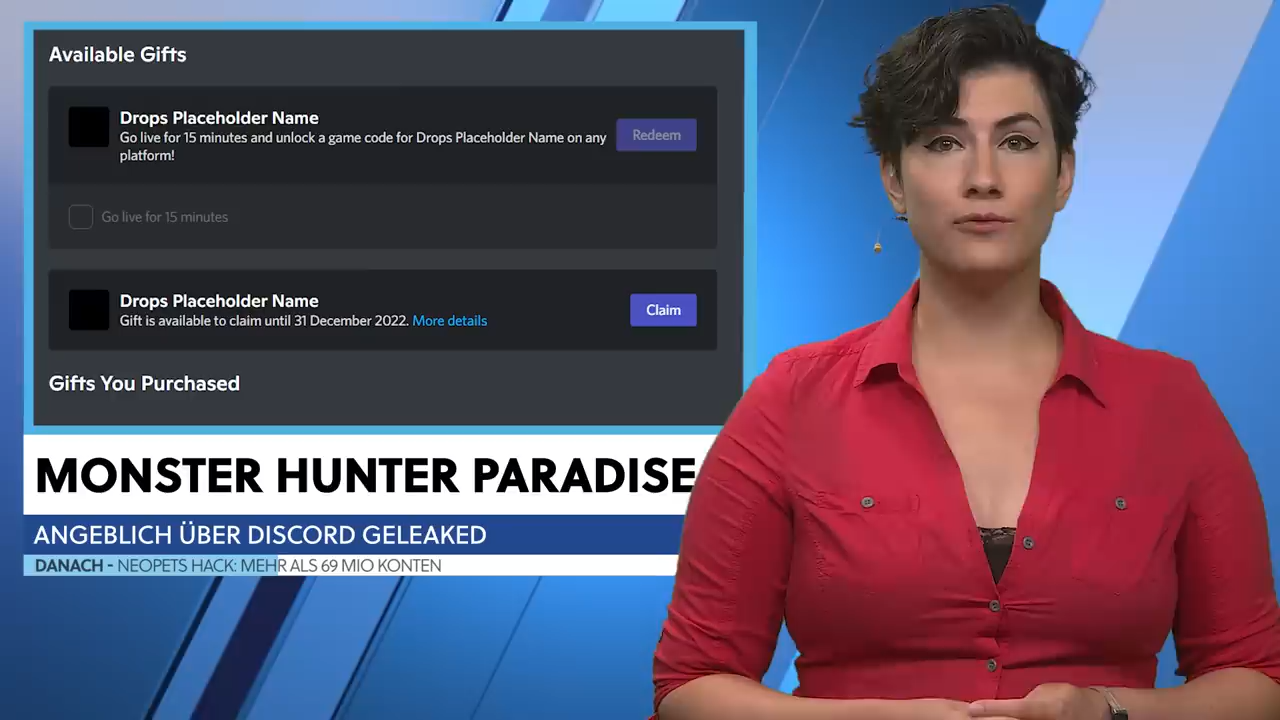 Available Gifts
Drops Placeholder Name
Go live for 15 minutes and unlock a game code for Drops Placeholder Name on any
platform!
Redeem
Go live for 15 minutes
Drops Placeholder Name
Gift is available to claim until 31 December 2022. More details
Claim
Gifts You Purchased
MONSTER HUNTER PARADISE
ANGEBLICH ÜBER DISCORD GELEAKED
DANACH - NEOPETS HACK: MEHR ALS 69 MIO KONTEN